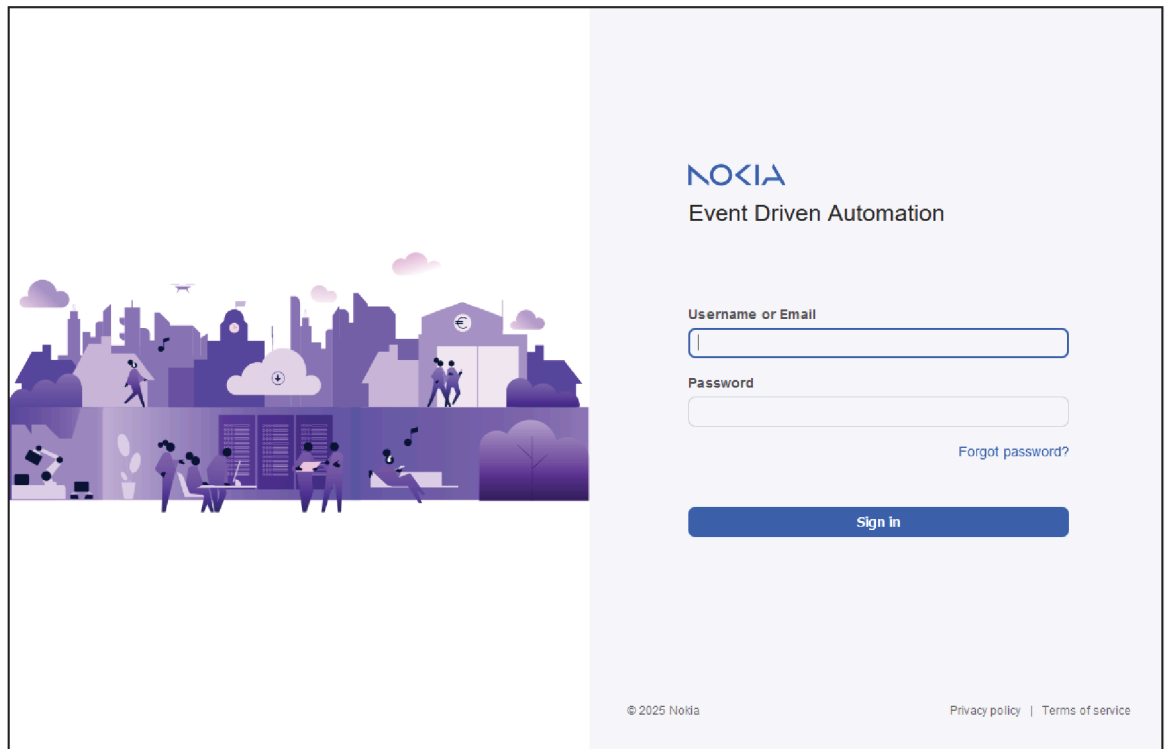 NOKIA
Event Driven Automation
Username or Email
Password
Forgot password?
Sign in
© 2025 Nokia
Privacy policy | Terms of service
€